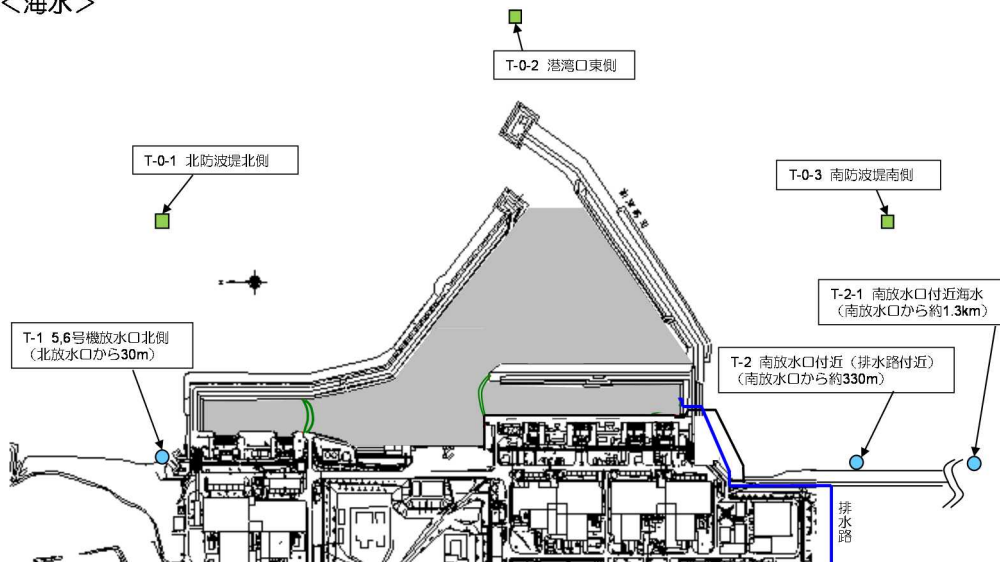 ＜海水＞
T-0-2 港湾口東側
T-0-1 北防波堤北側
T-0-3 南防波堤南側
T-2-1 南放水口付近海水
（南放水口から約1.3km）
T-1 5,6号機放水口北側
（北放水口から30m）
T-2 南放水口付近（排水路付近）
（南放水口から約330m）
排水路